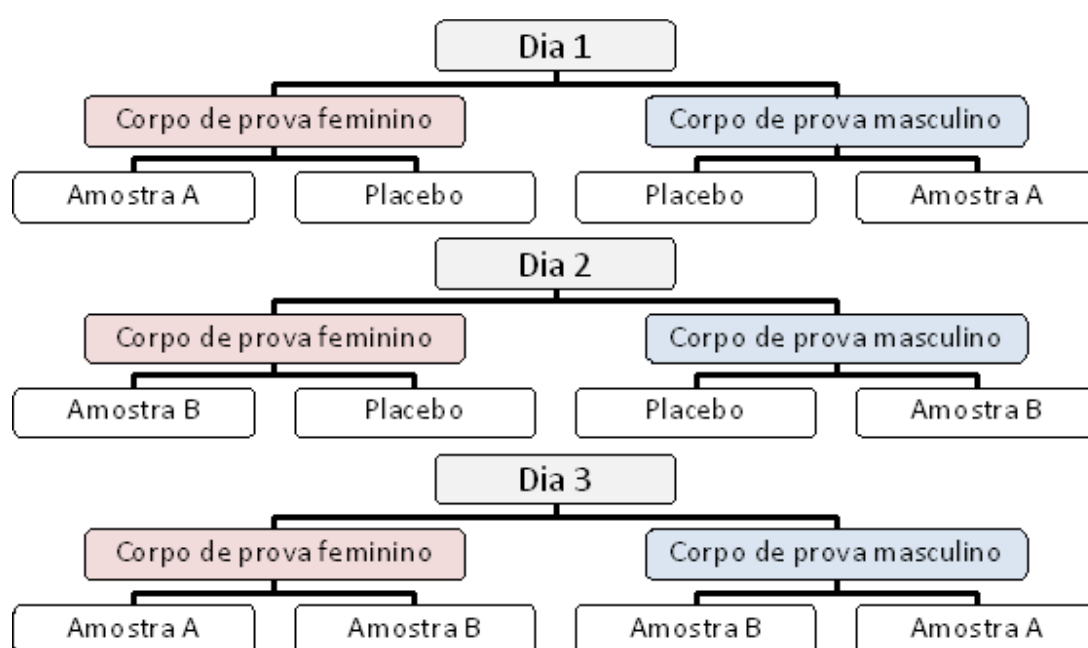 Dia 1
Corpo de prova feminino Corpo de prova masculino
Amostra A Placebo Placebo Amostra A
Dia 2
Corpo de prova feminino Corpo de prova masculino
Amostra B Placebo Placebo Amostra B
Dia 3
Corpo de prova feminino Corpo de prova masculino
Amostra A Amostra B Amostra B Amostra A